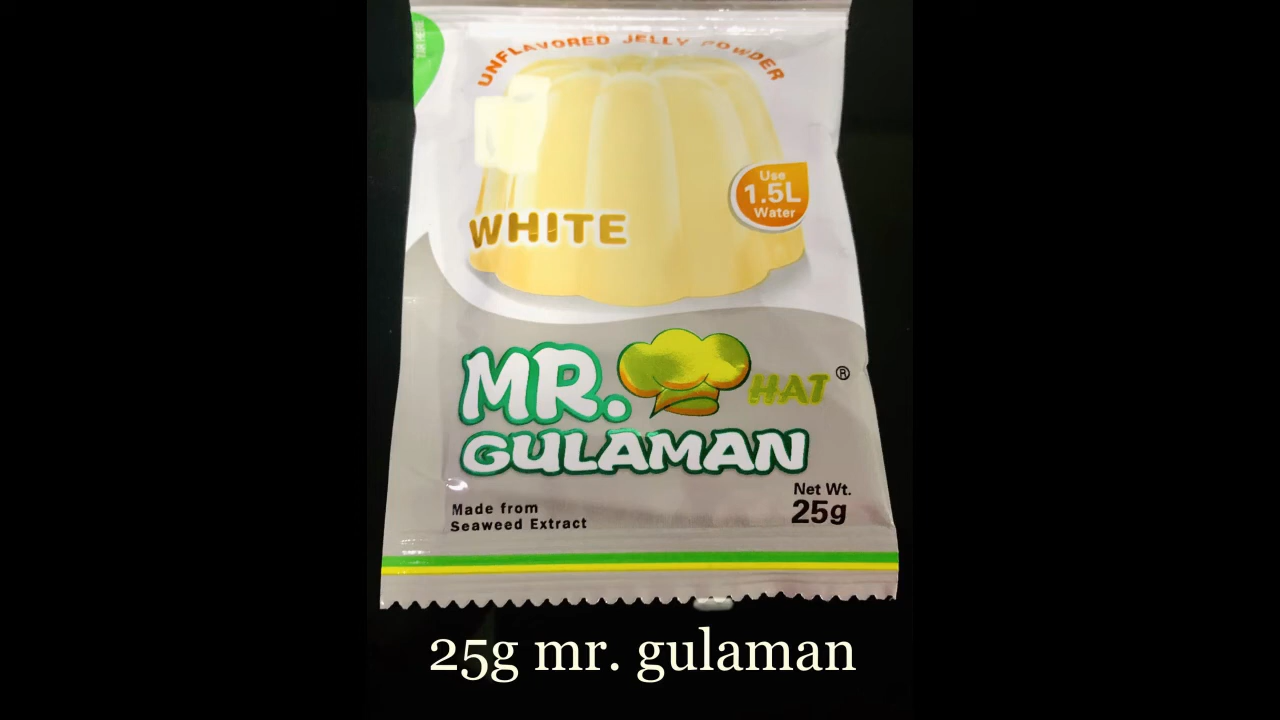 UNFLAVORED JELLY POWDER
Use
1.5L
Water
WHITE
MR. HAT®
GULAMAN
Net Wt.
25g
Made from
Seaweed Extract
25g mr. gulaman